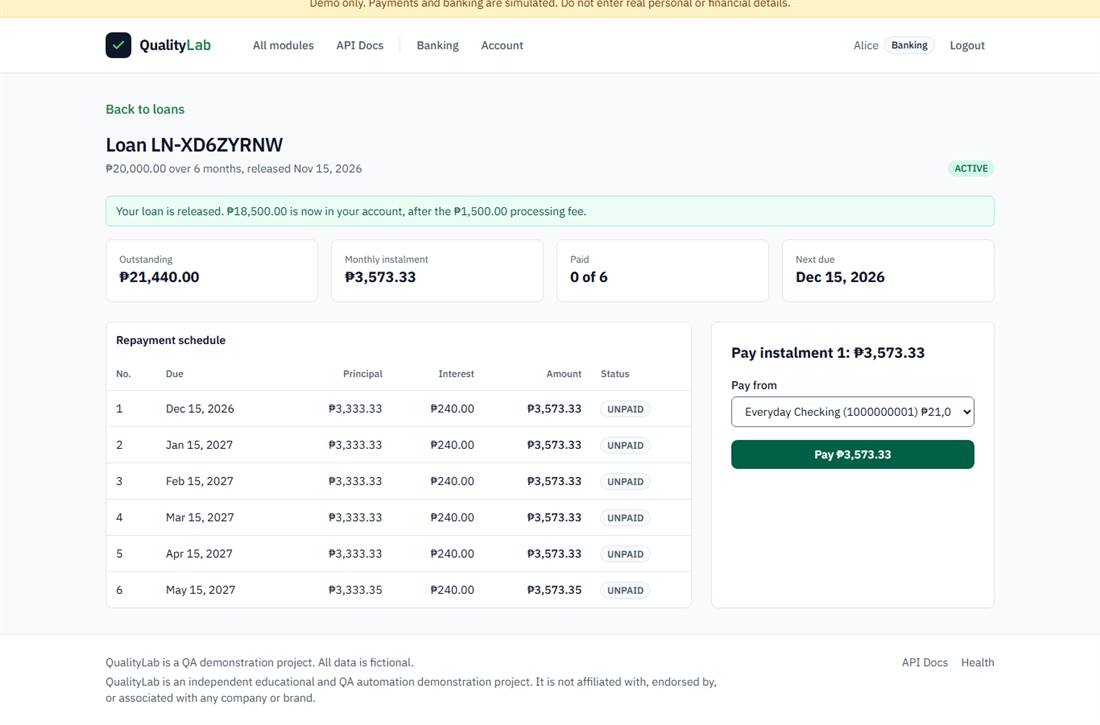 Demo only. Payments and banking are simulated. Do not enter real personal or financial details.
QualityLab All modules API Docs Banking Account Alice Banking Logout
Back to loans
Loan LN-XD6ZYRNW
₱20,000.00 over 6 months, released Nov 15, 2026 ACTIVE
Your loan is released. ₱18,500.00 is now in your account, after the ₱1,500.00 processing fee.
Outstanding
₱21,440.00
Monthly instalment
₱3,573.33
Paid
0 of 6
Next due
Dec 15, 2026
Repayment schedule
No. Due Principal Interest Amount Status
1 Dec 15, 2026 ₱3,333.33 ₱240.00 ₱3,573.33 UNPAID
2 Jan 15, 2027 ₱3,333.33 ₱240.00 ₱3,573.33 UNPAID
3 Feb 15, 2027 ₱3,333.33 ₱240.00 ₱3,573.33 UNPAID
4 Mar 15, 2027 ₱3,333.33 ₱240.00 ₱3,573.33 UNPAID
5 Apr 15, 2027 ₱3,333.33 ₱240.00 ₱3,573.33 UNPAID
6 May 15, 2027 ₱3,333.35 ₱240.00 ₱3,573.35 UNPAID
Pay instalment 1: ₱3,573.33
Pay from
Everyday Checking (1000000001) ₱21,0
Pay ₱3,573.33
QualityLab is a QA demonstration project. All data is fictional. API Docs Health
QualityLab is an independent educational and QA automation demonstration project. It is not affiliated with, endorsed by,
or associated with any company or brand.